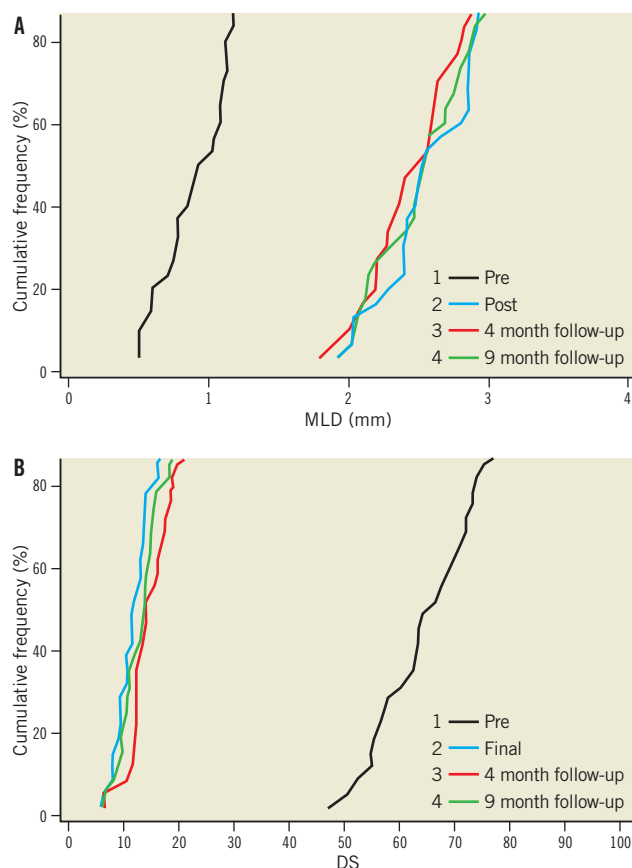 A
Cumulative frequency (%)
80
60
40
20
0
1 Pre
2 Post
3 4 month follow-up
4 9 month follow-up
0 1 2 3 4
MLD (mm)
B
Cumulative frequency (%)
80
60
40
20
0
1 Pre
2 Final
3 4 month follow-up
4 9 month follow-up
0 10 20 30 40 50 60 70 80 90 100
DS